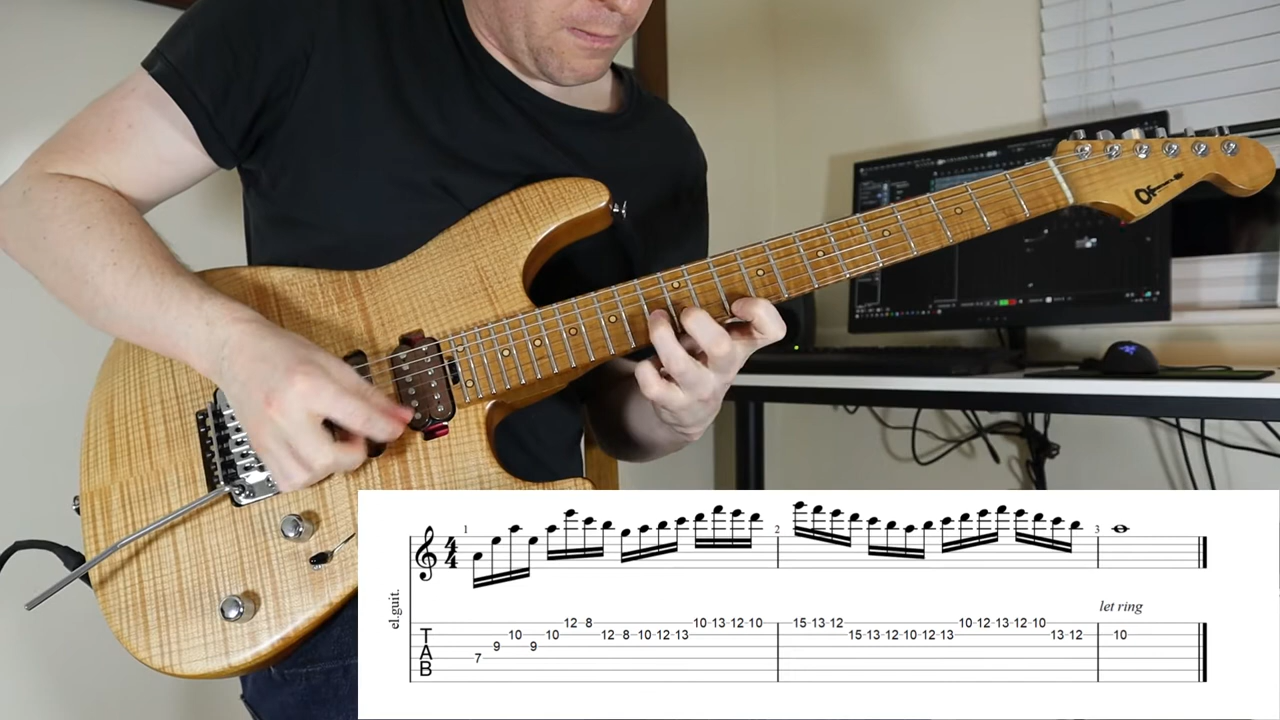 1 2 3
4
4
let ring
el.guit.
10 12 8 10 13 12 10 15 13 12 10 12 13 12 10
10 10 12 8 10 12 13 15 13 12 10 12 13 13 12 10
9 9
7
T
A
B